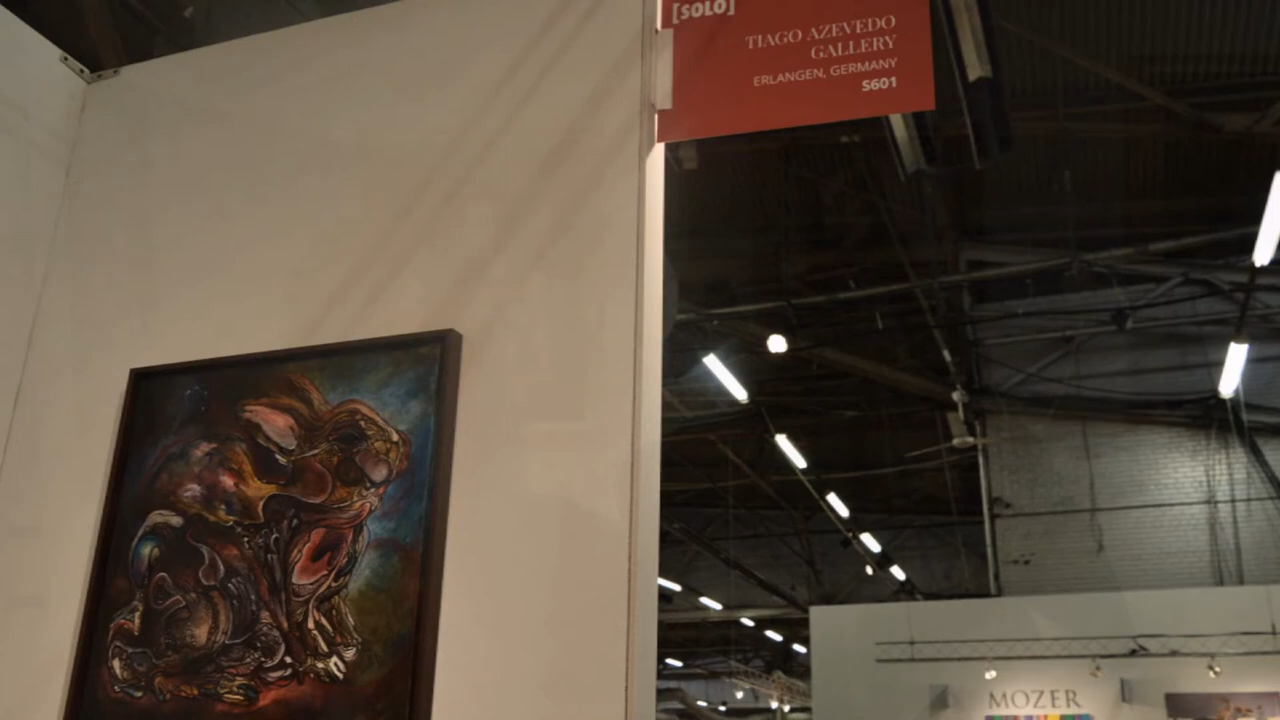 [SOLO]
TIAGO AZEVEDO
GALLERY
ERLANGEN, GERMANY
S601
MOZER